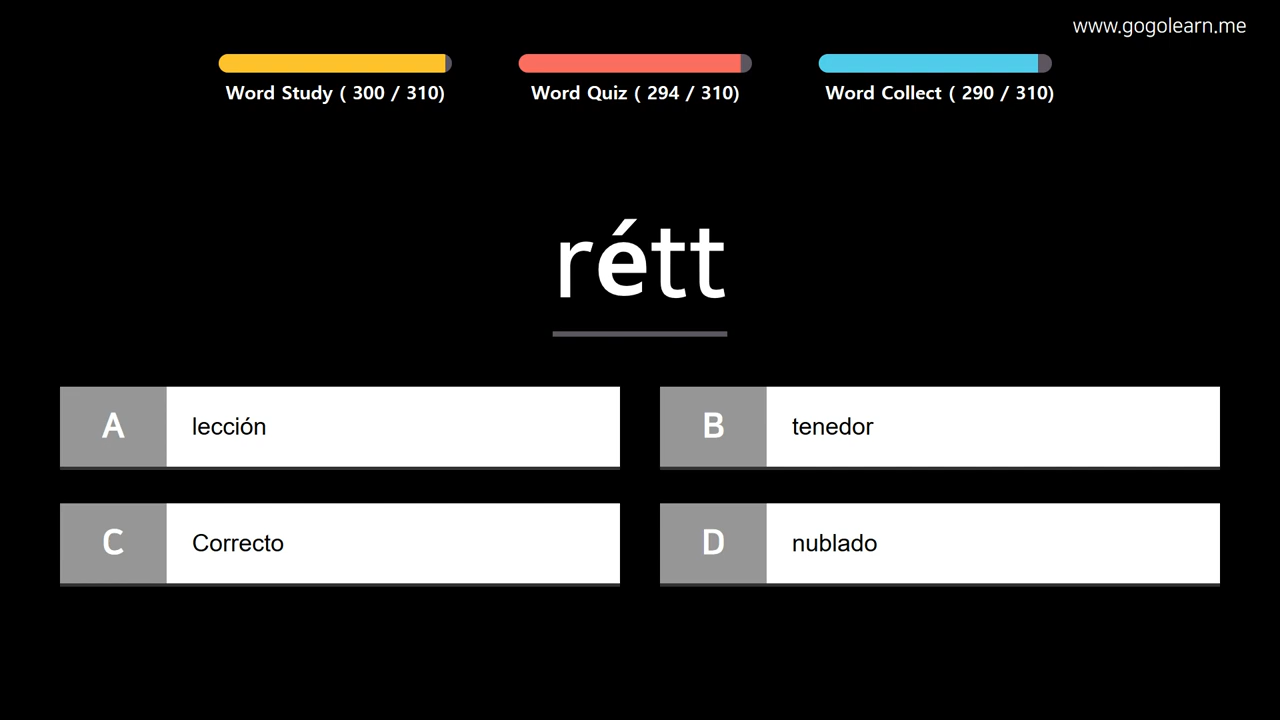 www.gogolearn.me
Word Study ( 300 / 310)
Word Quiz ( 294 / 310)
Word Collect ( 290 / 310)
rétt
A lección
B tenedor
C Correcto
D nublado